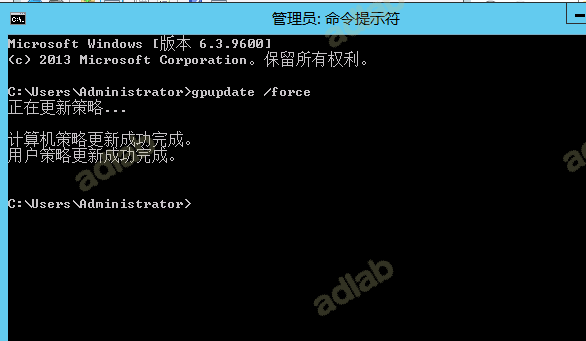 管理员: 命令提示符
Microsoft Windows [版本 6.3.9600]
(c) 2013 Microsoft Corporation。保留所有权利。
C:\Users\Administrator>gpupdate /force
正在更新策略...
计算机策略更新成功完成。
用户策略更新成功完成。
C:\Users\Administrator>
adlab
adlab
adlab
adlab